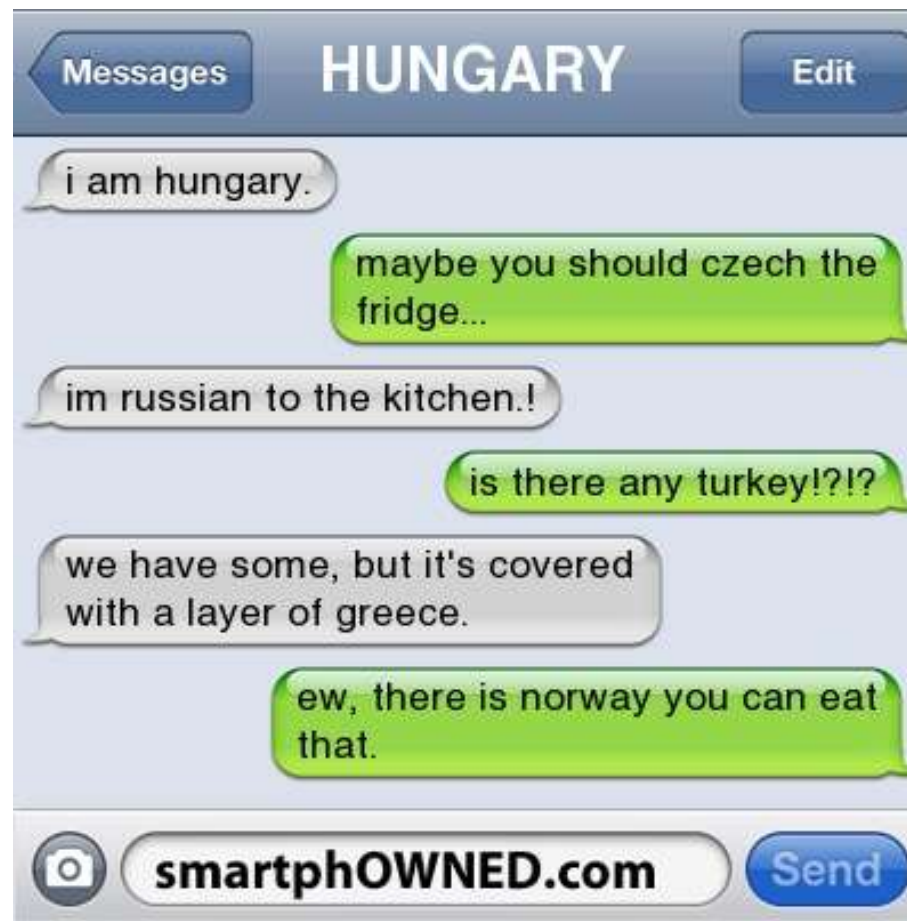 Messages HUNGARY Edit
i am hungary.
maybe you should czech the
fridge...
im russian to the kitchen.!
is there any turkey!?!?
we have some, but it's covered
with a layer of greece.
ew, there is norway you can eat
that.
smartphOWNED.com Send